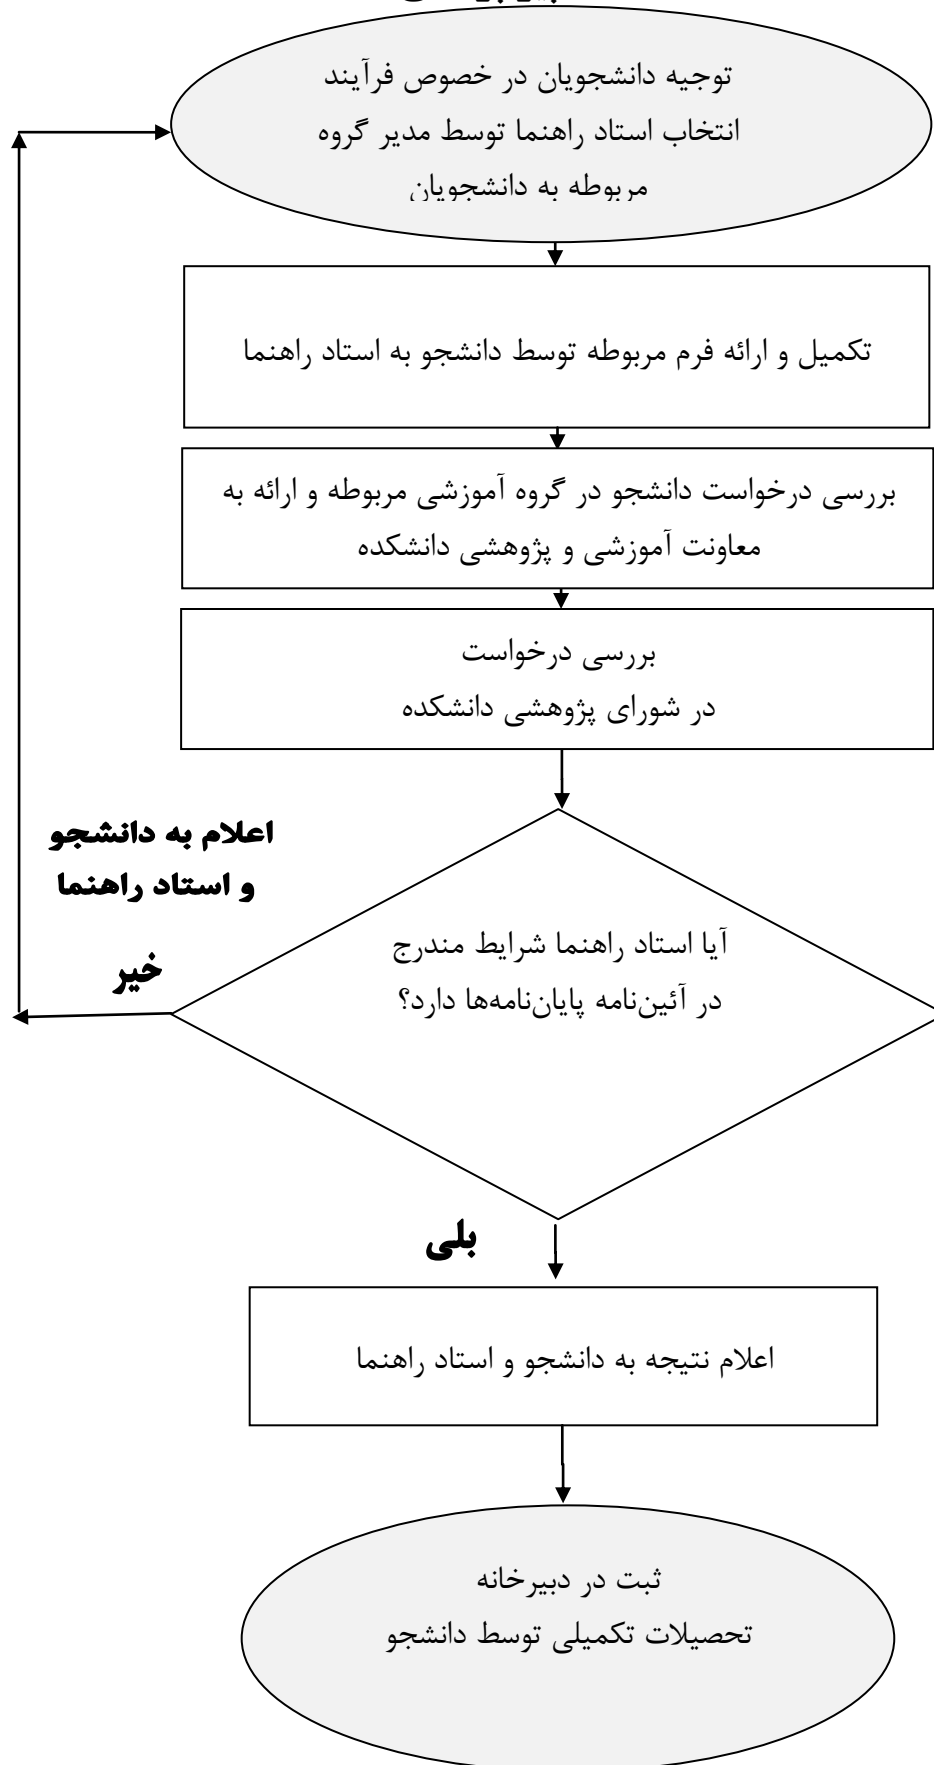 توجیه دانشجویان در خصوص فرآیند
انتخاب استاد راهنما توسط مدیر گروه
مربوطه به دانشجویان
تکمیل و ارائه فرم مربوطه توسط دانشجو به استاد راهنما
بررسی درخواست دانشجو در گروه آموزشی مربوطه و ارائه به
معاونت آموزشی و پژوهشی دانشکده
بررسی درخواست
در شورای پژوهشی دانشکده
اعلام به دانشجو
و استاد راهنما
خیر
آیا استاد راهنما شرایط مندرج
در آئین‌نامه پایان‌نامه‌ها دارد؟
بلی
اعلام نتیجه به دانشجو و استاد راهنما
ثبت در دبیرخانه
تحصیلات تکمیلی توسط دانشجو